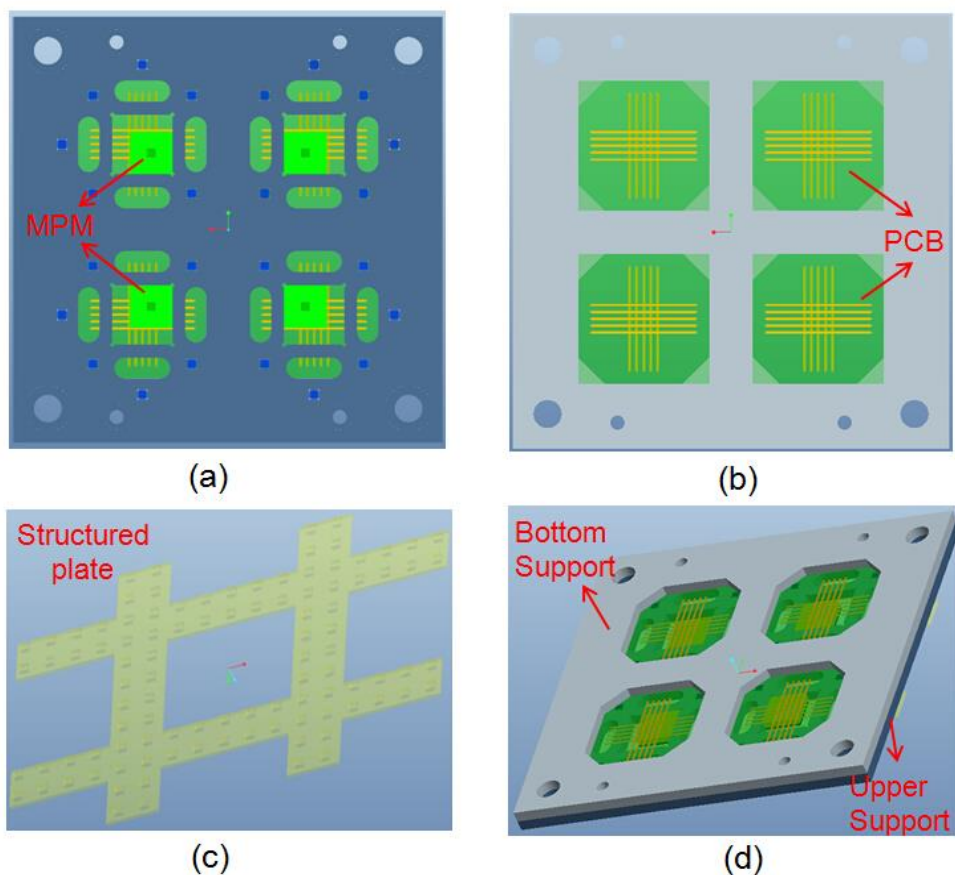 MPM
PCB
(a)
(b)
Structured
plate
Bottom
Support
Upper
Support
(c)
(d)